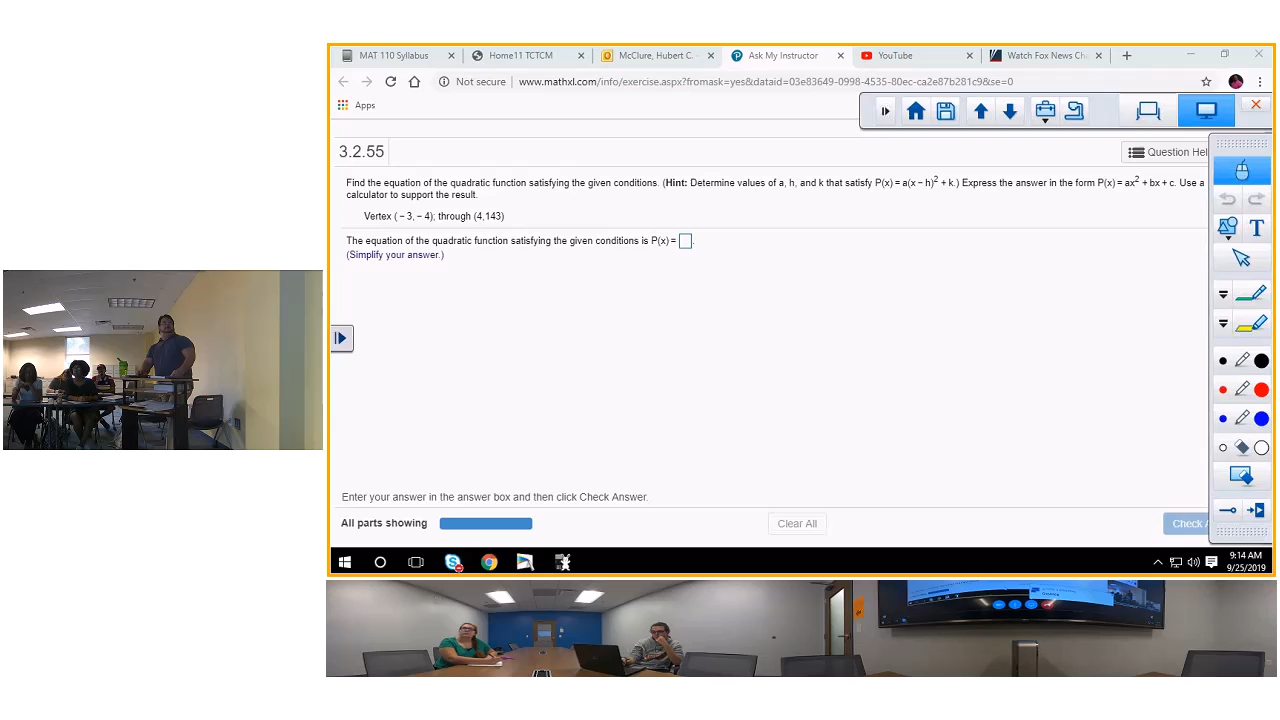 MAT 110 Syllabus
Home11 TCTCM
McClure, Hubert C. -
Ask My Instructor
YouTube
Watch Fox News Cha
Not secure www.mathxl.com/info/exercise.aspx?fromask=yes&dataid=03e83649-0998-4535-80ec-ca2e87b281c9&se=0
Apps
3.2.55
Question Hel
Find the equation of the quadratic function satisfying the given conditions. (Hint: Determine values of a, h, and k that satisfy P(x) = a(x − h)² + k.) Express the answer in the form P(x) = ax² + bx + c. Use a
calculator to support the result.
Vertex (− 3, − 4); through (4,143)
The equation of the quadratic function satisfying the given conditions is P(x) = .
(Simplify your answer.)
T
Enter your answer in the answer box and then click Check Answer.
All parts showing
Clear All
Check A
9:14 AM
9/25/2019